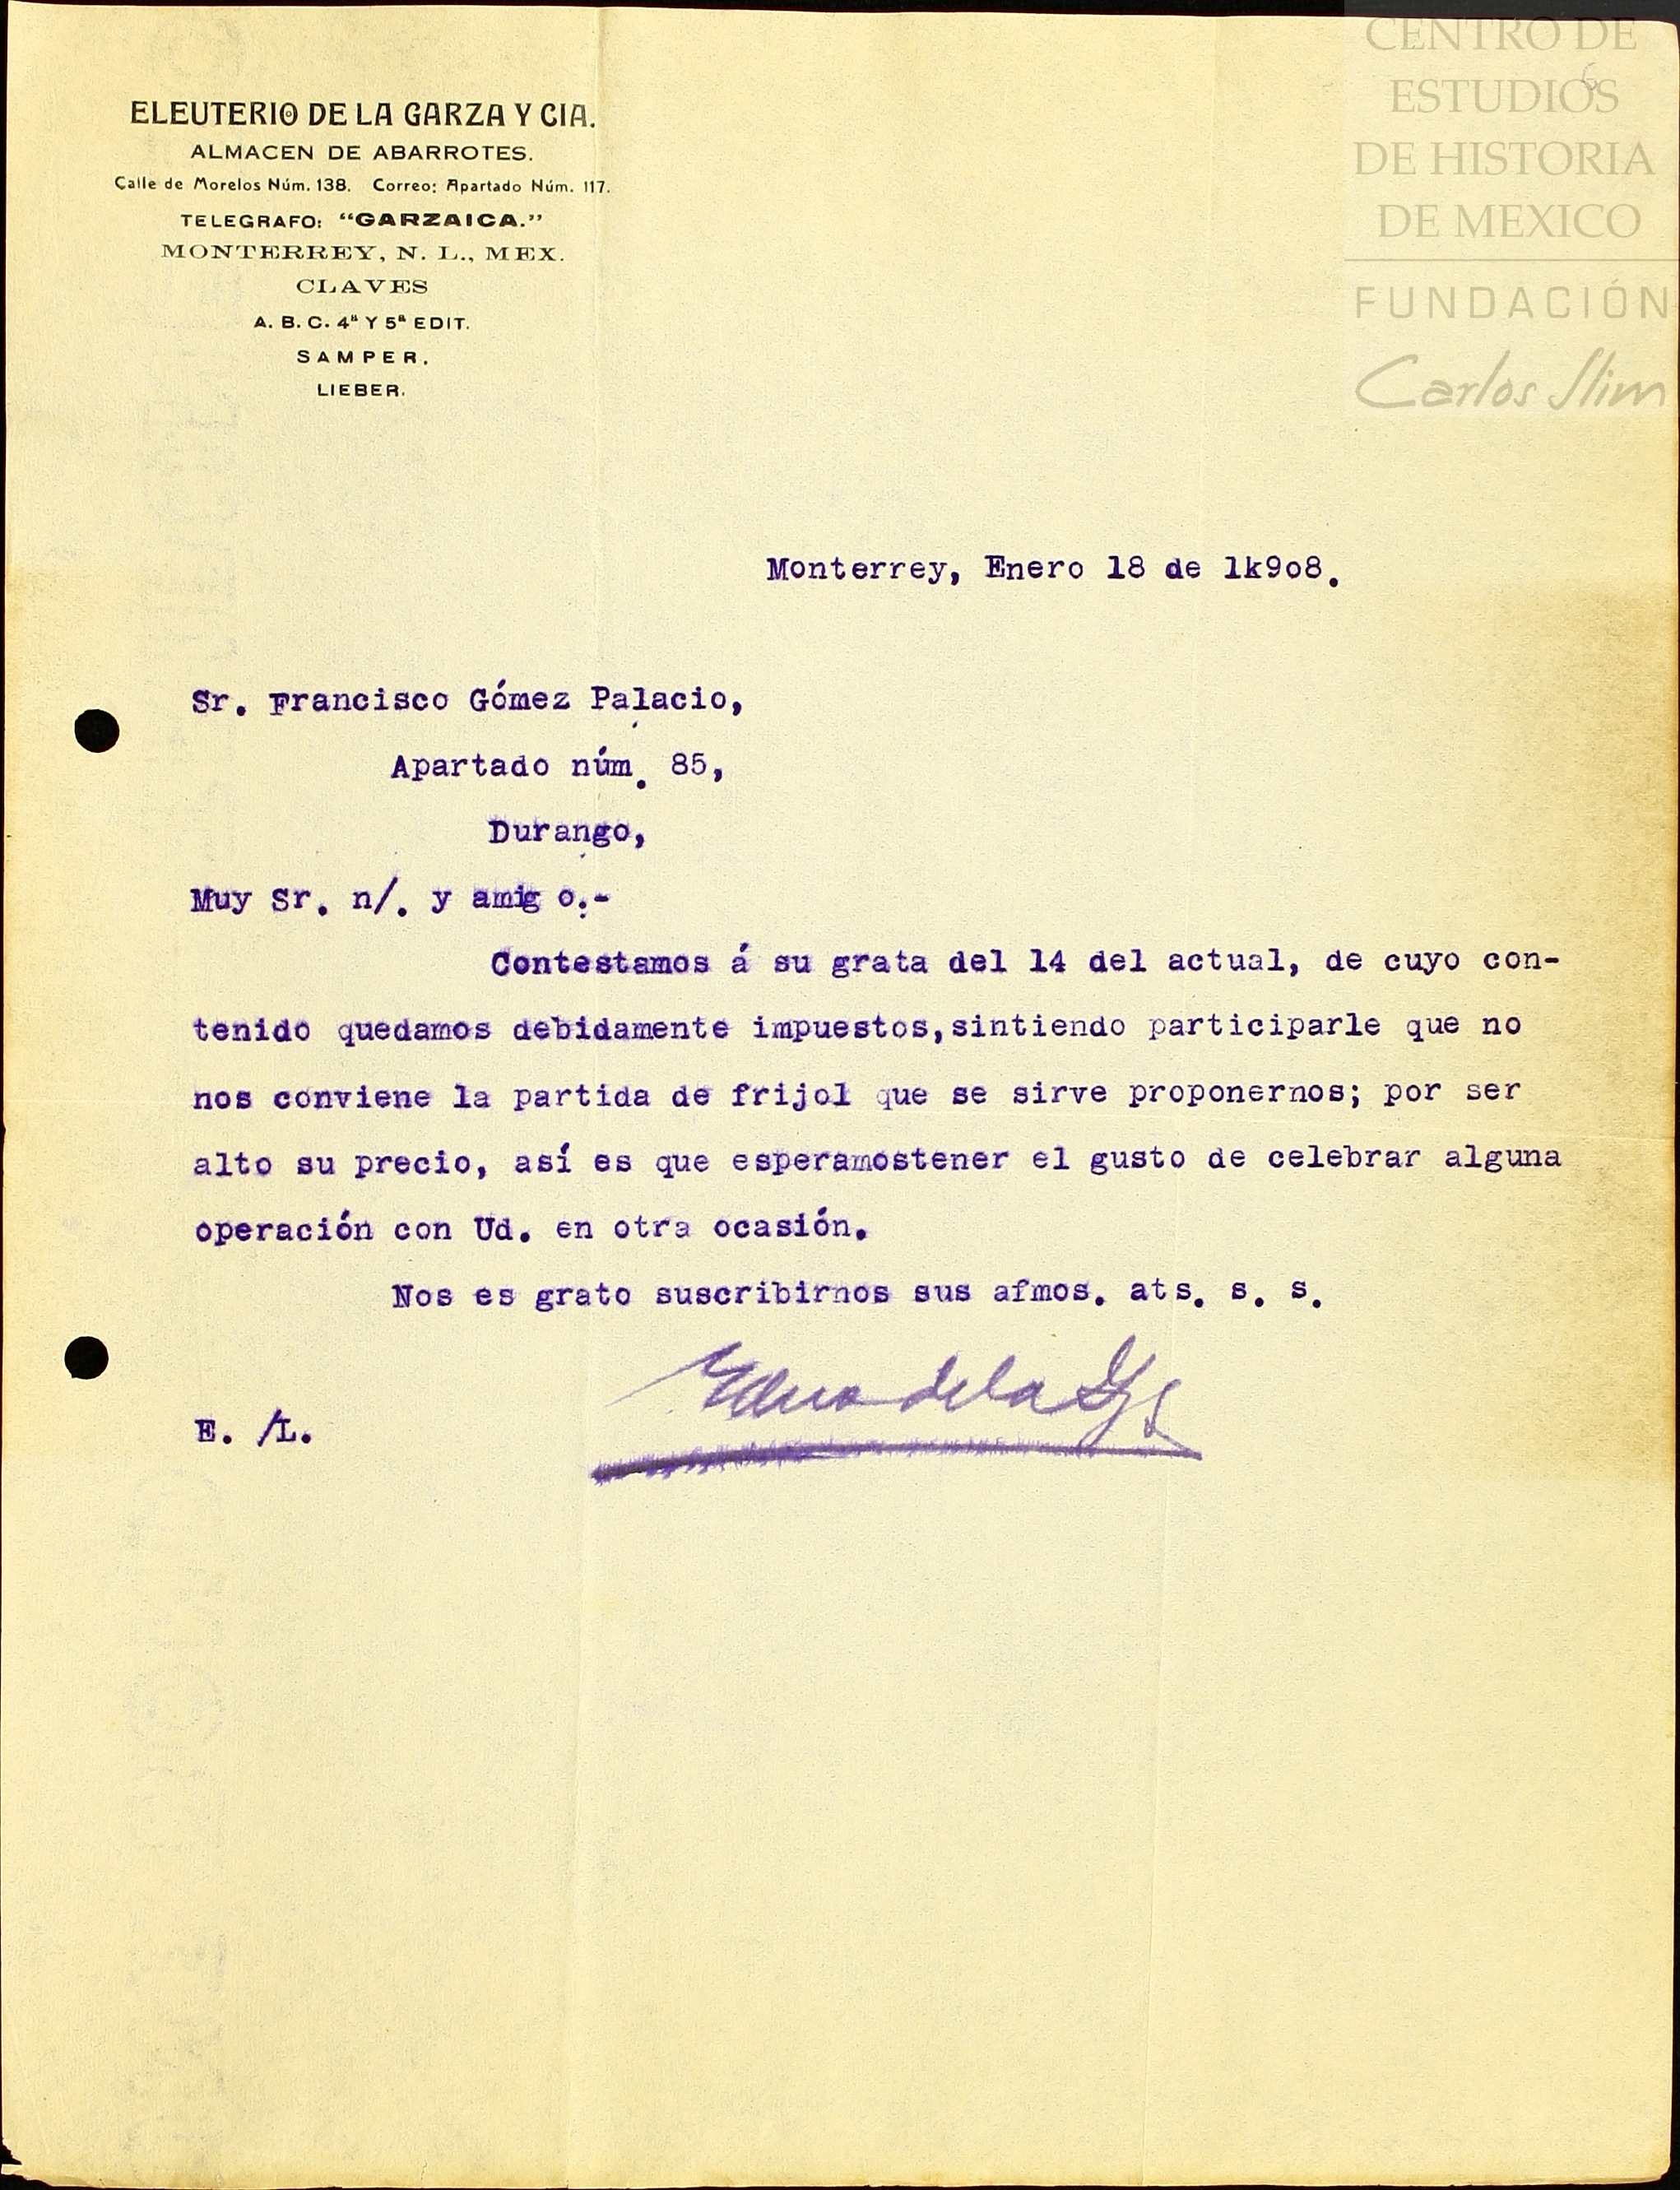 CENTRO DE
ESTUDIOS
DE HISTORIA
DE MEXICO
FUNDACIÓN
Carlos Slim
6
ELEUTERIO DE LA GARZA Y CIA.
ALMACEN DE ABARROTES.
Calle de Morelos Núm. 138. Correo: Apartado Núm. 117.
TELEGRAFO: "GARZAICA."
MONTERREY, N. L., MEX.
CLAVES
A. B. C. 4ª Y 5ª EDIT.
SAMPER.
LIEBER.
Monterrey, Enero 18 de 1k9o8.
Sr. Francisco Gómez Palacio,
Apartado núm. 85,
Durango,
Muy Sr. n/. y amig o.-
Contestamos á su grata del 14 del actual, de cuyo con-
tenido quedamos debidamente impuestos,sintiendo participarle que no
nos conviene la partida de frijol que se sirve proponernos; por ser
alto su precio, así es que esperamostener el gusto de celebrar alguna
operación con Ud. en otra ocasión.
Nos es grato suscribirnos sus afmos. ats. s. s.
de la
E. /L.